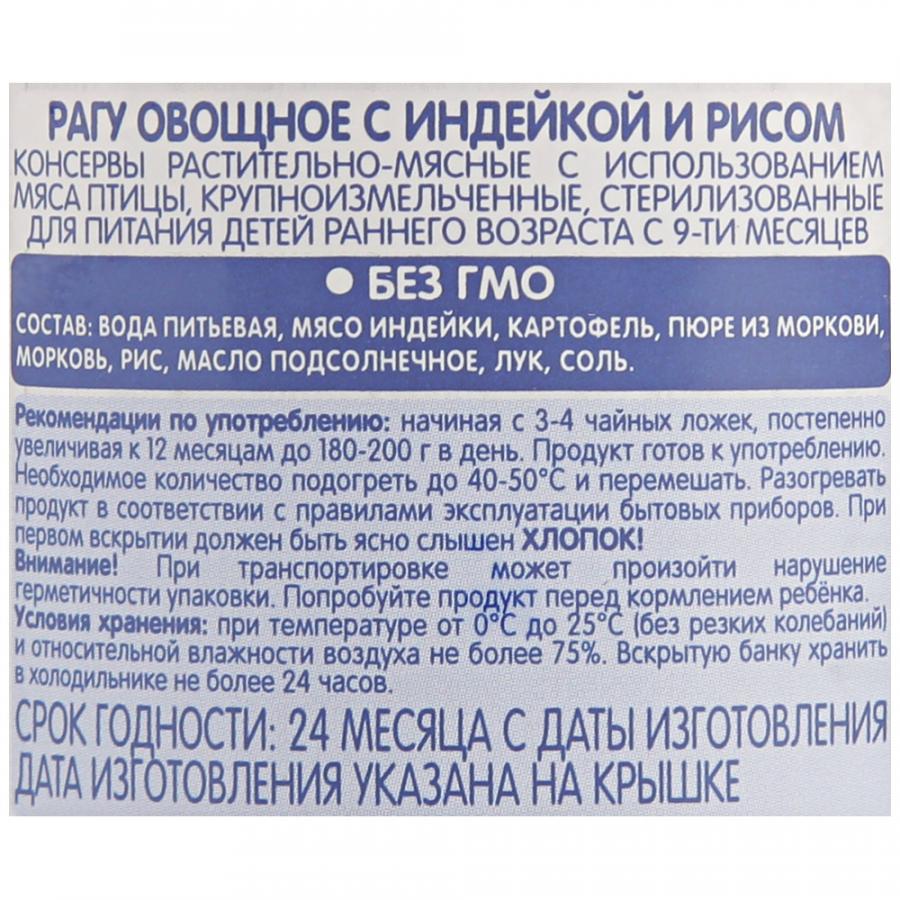 РАГУ ОВОЩНОЕ С ИНДЕЙКОЙ И РИСОМ
КОНСЕРВЫ РАСТИТЕЛЬНО-МЯСНЫЕ С ИСПОЛЬЗОВАНИЕМ
МЯСА ПТИЦЫ, КРУПНОИЗМЕЛЬЧЕННЫЕ, СТЕРИЛИЗОВАННЫЕ
ДЛЯ ПИТАНИЯ ДЕТЕЙ РАННЕГО ВОЗРАСТА С 9-ТИ МЕСЯЦЕВ
● БЕЗ ГМО
СОСТАВ: ВОДА ПИТЬЕВАЯ, МЯСО ИНДЕЙКИ, КАРТОФЕЛЬ, ПЮРЕ ИЗ МОРКОВИ,
МОРКОВЬ, РИС, МАСЛО ПОДСОЛНЕЧНОЕ, ЛУК, СОЛЬ.
Рекомендации по употреблению: начиная с 3-4 чайных ложек, постепенно
увеличивая к 12 месяцам до 180-200 г в день. Продукт готов к употреблению.
Необходимое количество подогреть до 40-50°С и перемешать. Разогревать
продукт в соответствии с правилами эксплуатации бытовых приборов. При
первом вскрытии должен быть ясно слышен ХЛОПОК!
Внимание! При транспортировке может произойти нарушение
герметичности упаковки. Попробуйте продукт перед кормлением ребёнка.
Условия хранения: при температуре от 0°С до 25°С (без резких колебаний)
и относительной влажности воздуха не более 75%. Вскрытую банку хранить
в холодильнике не более 24 часов.
СРОК ГОДНОСТИ: 24 МЕСЯЦА С ДАТЫ ИЗГОТОВЛЕНИЯ
ДАТА ИЗГОТОВЛЕНИЯ УКАЗАНА НА КРЫШКЕ